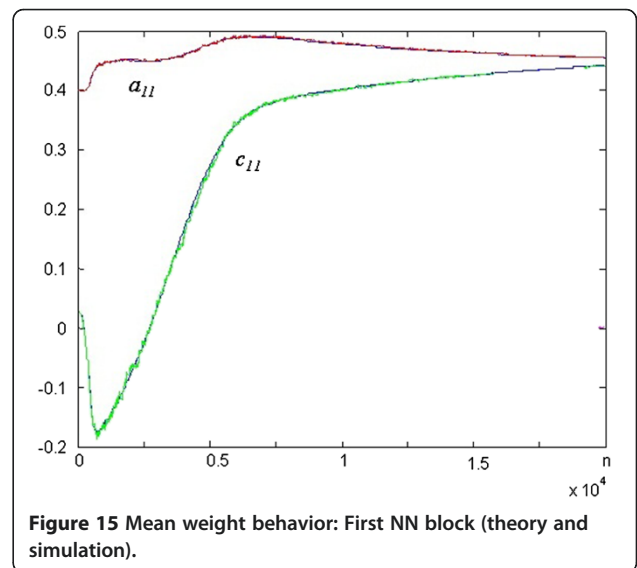 0.5
a11
0.4
0.3
c11
0.2
0.1
0
-0.1
-0.2
0 0.5 1 1.5 n
x 10^4
Figure 15 Mean weight behavior: First NN block (theory and
simulation).